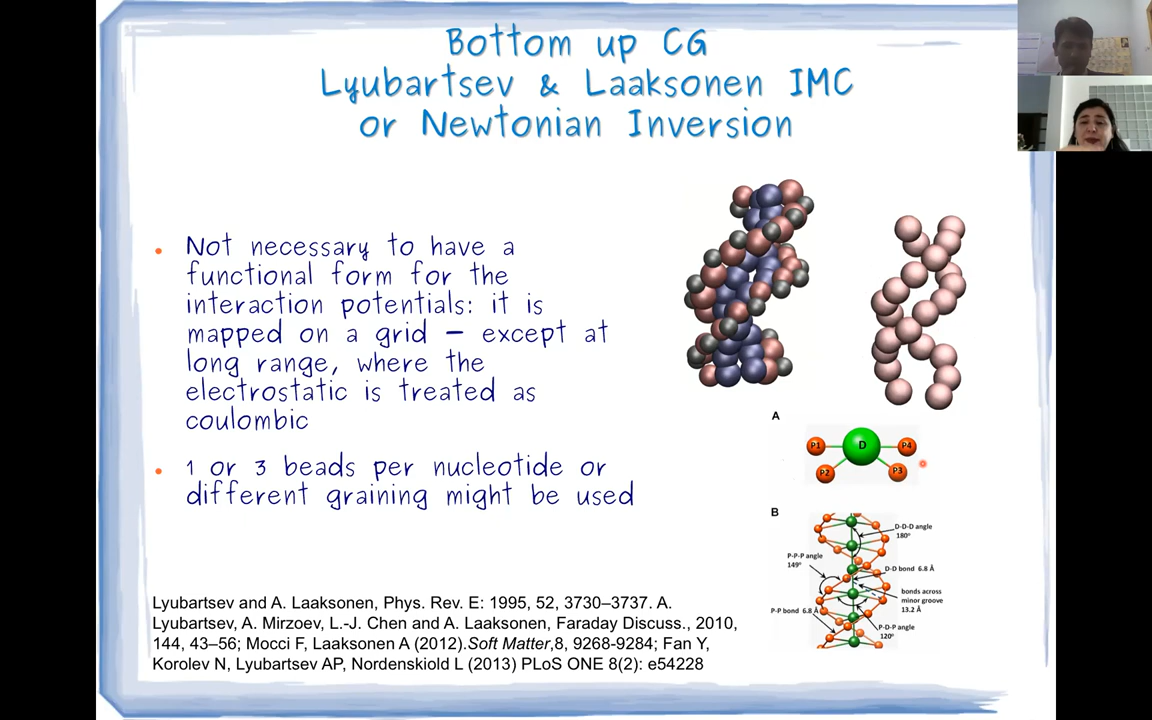 Bottom up CG
Lyubartsev & Laaksonen IMC
or Newtonian Inversion
• Not necessary to have a
functional form for the
interaction potentials: it is
mapped on a grid – except at
long range, where the
electrostatic is treated as
coulombic
• 1 or 3 beads per nucleotide or
different graining might be used
A
P1
D
P4
P2
P3
B
D-D-D angle
180°
P-P-P angle
149°
D-D bond 6.8 Å
bonds across
minor groove
13.2 Å
P-P bond 6.8 Å
P-D-P angle
120°
Lyubartsev and A. Laaksonen, Phys. Rev. E: 1995, 52, 3730–3737. A.
Lyubartsev, A. Mirzoev, L.-J. Chen and A. Laaksonen, Faraday Discuss., 2010,
144, 43–56; Mocci F, Laaksonen A (2012).Soft Matter,8, 9268-9284; Fan Y,
Korolev N, Lyubartsev AP, Nordenskiold L (2013) PLoS ONE 8(2): e54228